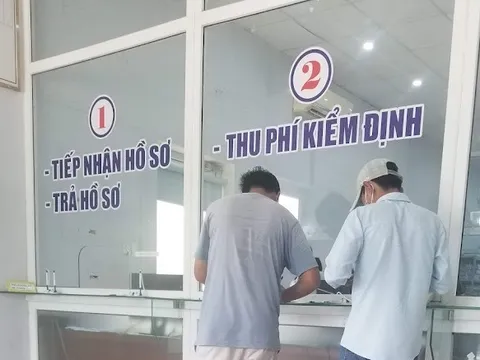 1
- TIẾP NHẬN HỒ SƠ
- TRẢ HỒ SƠ
2
- THU PHÍ KIỂM ĐỊNH